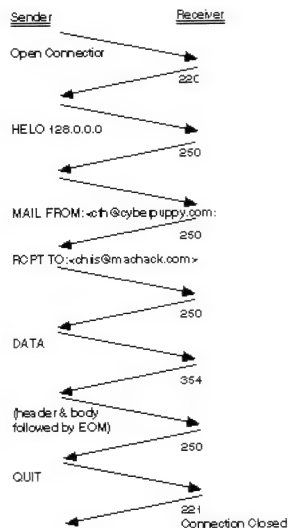 Sender Receiver
Open Connection
220
HELO 128.0.0.0
250
MAIL FROM:<cth@cyberpuppy.com>
250
RCPT TO:<chris@machack.com>
250
DATA
354
(header & body
followed by EOM)
250
QUIT
221
Connection Closed